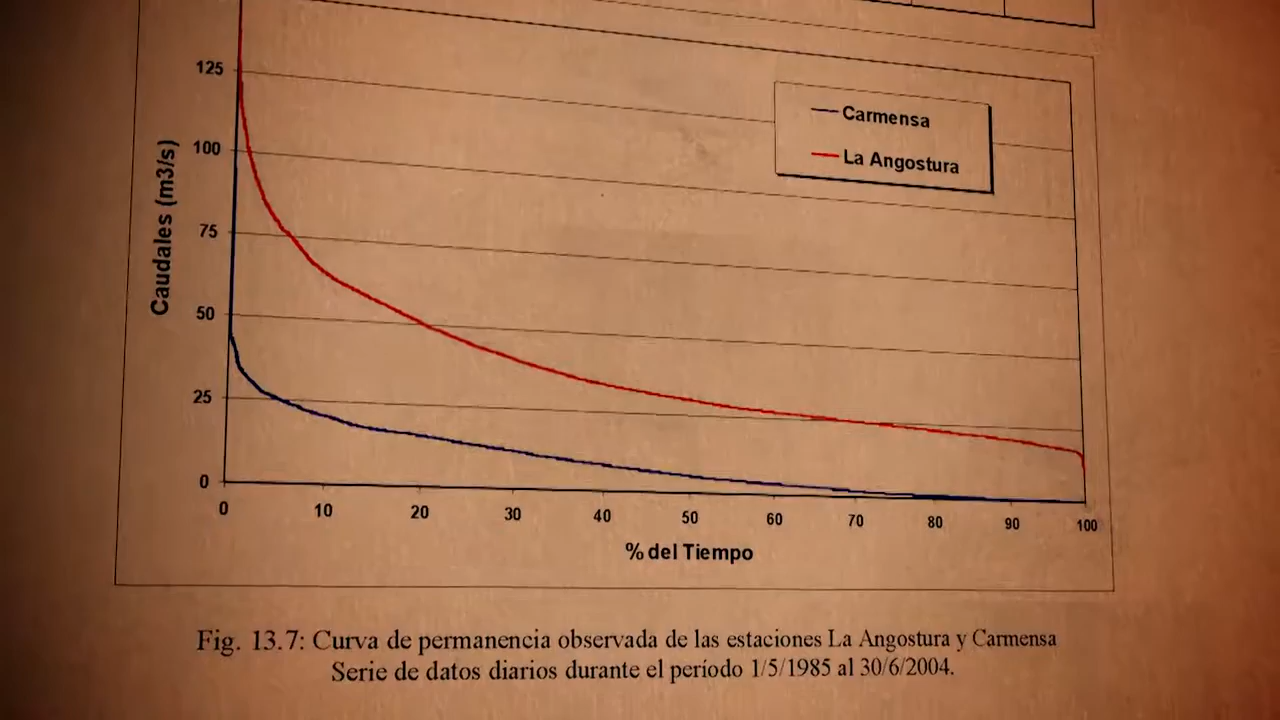 125
100
75
50
25
0
Caudales (m3/s)
Carmensa
La Angostura
0 10 20 30 40 50 60 70 80 90 100
% del Tiempo
Fig. 13.7: Curva de permanencia observada de las estaciones La Angostura y Carmensa
Serie de datos diarios durante el período 1/5/1985 al 30/6/2004.